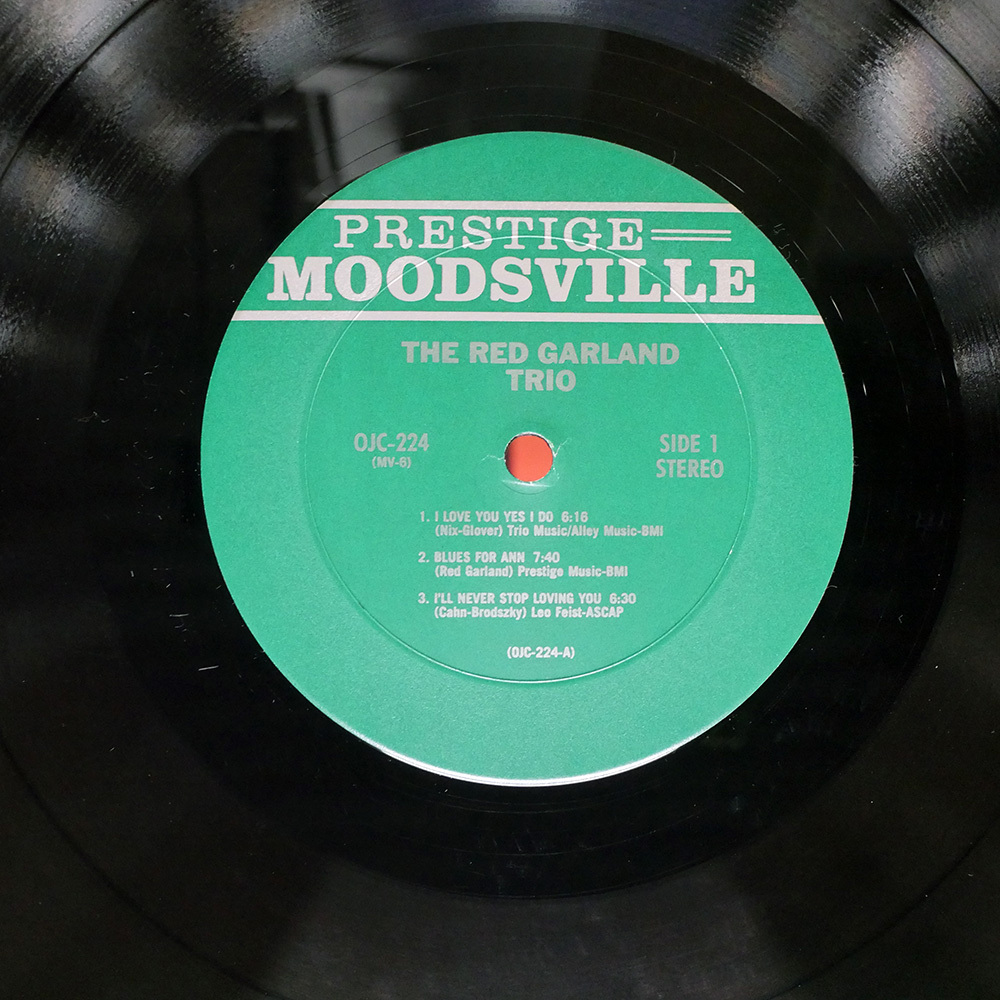 PRESTIGE
MOODSVILLE
THE RED GARLAND
TRIO
OJC-224
(MV-6)
SIDE 1
STEREO
1. I LOVE YOU YES I DO 6:16
(Nix-Glover) Trio Music/Alley Music-BMI
2. BLUES FOR ANN 7:40
(Red Garland) Prestige Music-BMI
3. I'LL NEVER STOP LOVING YOU 6:30
(Cahn-Brodszky) Leo Feist-ASCAP
(OJC-224-A)